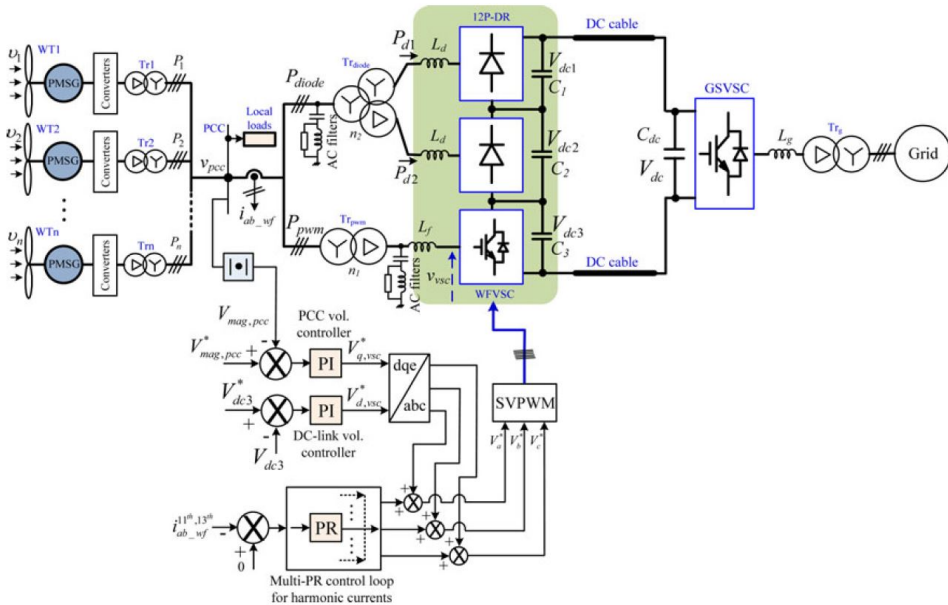 υ1
WT1
PMSG
Converters
Tr1
P1
υ2
WT2
PMSG
Converters
Tr2
P2
υn
WTn
PMSG
Converters
Trn
Pn
PCC
vpcc
Local
loads
iab_wf
Pdiode
AC filters
Trdiode
n2
Pd1
Ld
Pd2
Ld
Ppwm
Trpwm
n1
AC filters
Lf
vvsc
12P-DR
Vdc1
C1
Vdc2
C2
Vdc3
C3
WFVSC
DC cable
DC cable
Cdc
Vdc
GSVSC
Lg
Trg
Grid
Vmag,pcc
V*mag,pcc
-
+
PCC vol.
controller
PI
V*q,vsc
V*dc3
+
-
Vdc3
PI
V*d,vsc
DC-link vol.
controller
dqe
abc
SVPWM
Va* Vb* Vc*
i11th,13th ab_wf
-
+
0
PR
Multi-PR control loop
for harmonic currents
+
+
+
+
+
+